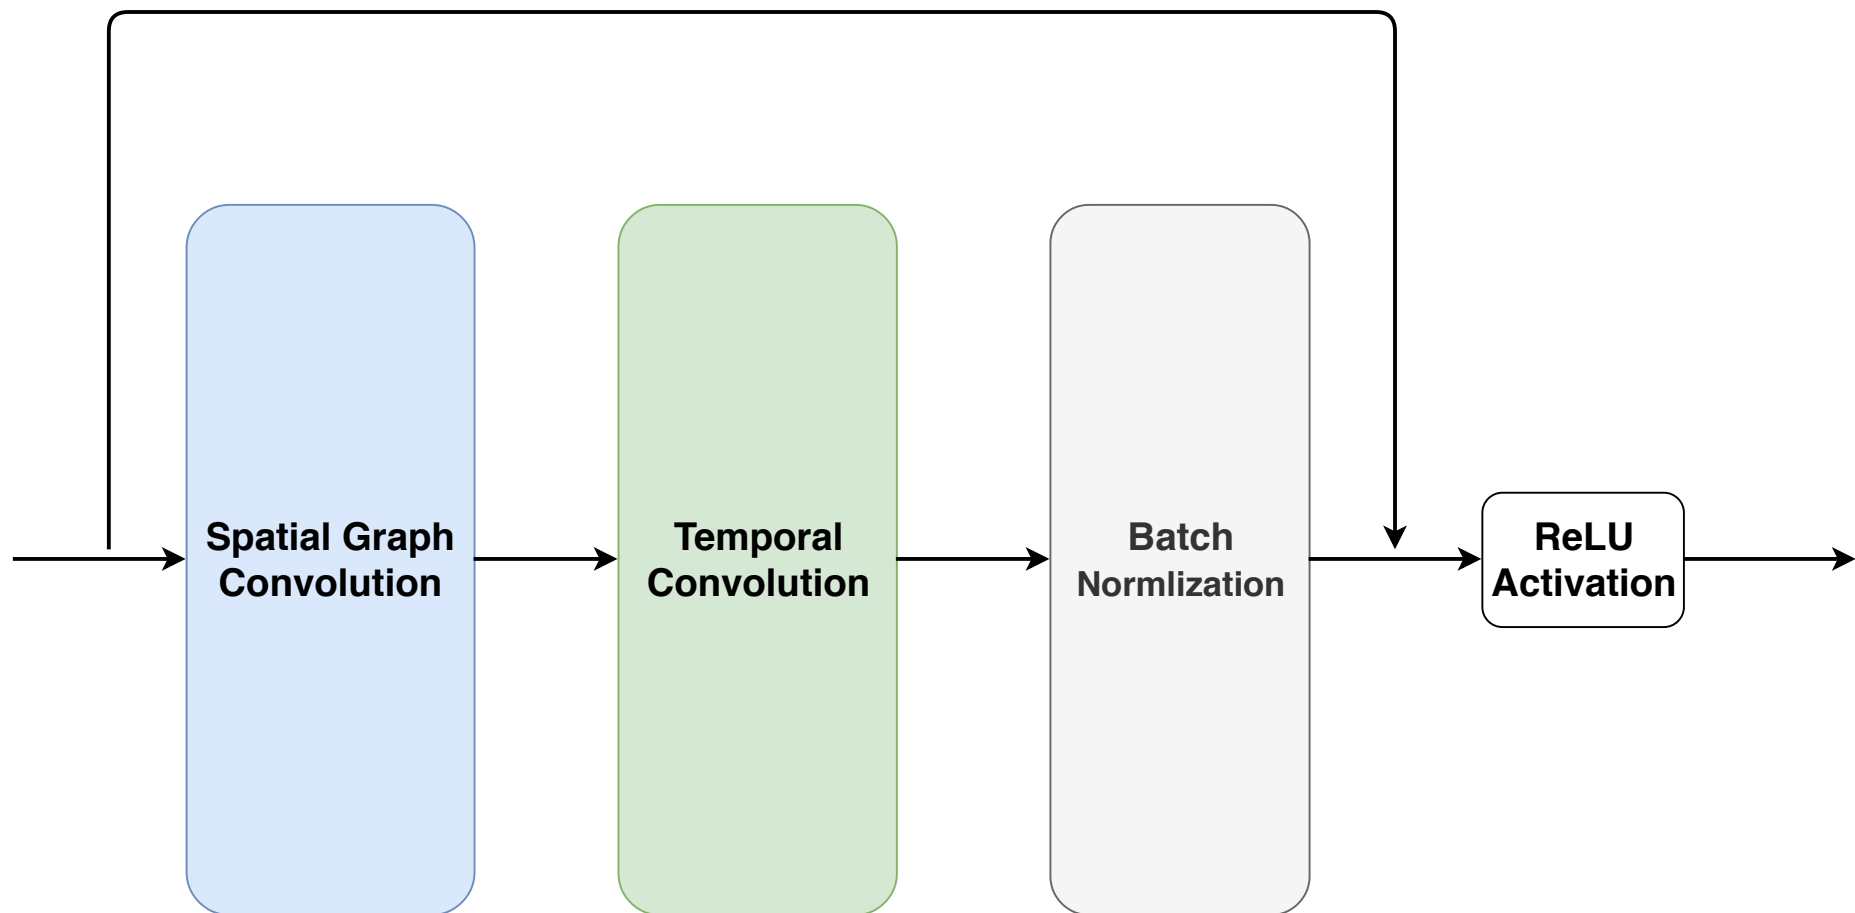 Spatial Graph
Convolution
Temporal
Convolution
Batch
Normlization
ReLU
Activation